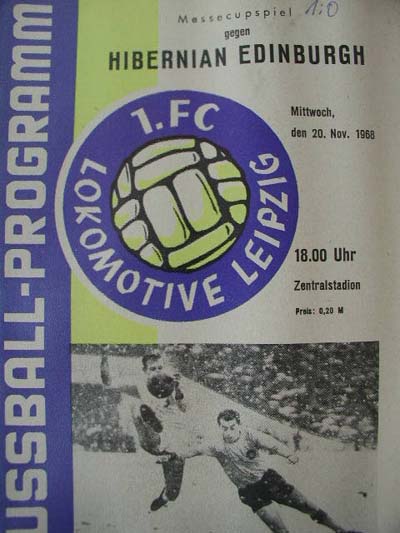 Messecupspiel 1:0
gegen
HIBERNIAN EDINBURGH
1. FC
LOKOMOTIVE LEIPZIG
Mittwoch,
den 20. Nov. 1968
18.00 Uhr
Zentralstadion
Preis: 0,20 M
USSBALL-PROGRAMM